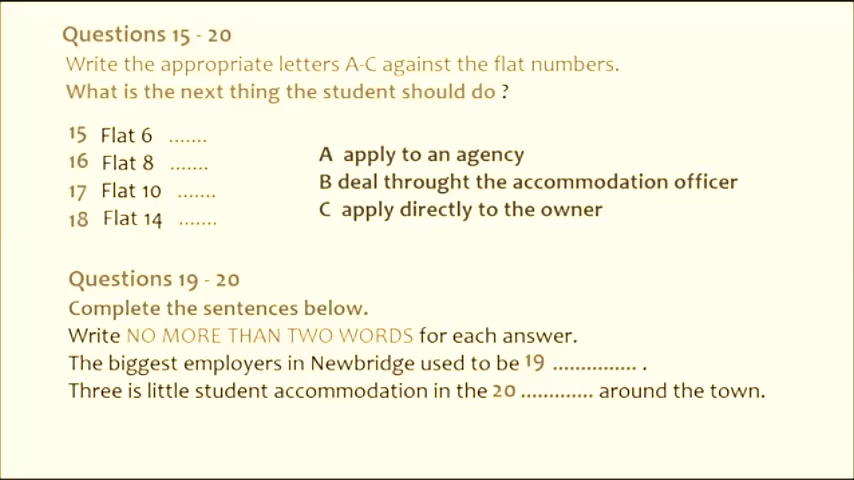 Questions 15 - 20
Write the appropriate letters A-C against the flat numbers.
What is the next thing the student should do ?
15 Flat 6 .......
16 Flat 8 .......
17 Flat 10 .......
18 Flat 14 .......
A apply to an agency
B deal throught the accommodation officer
C apply directly to the owner
Questions 19 - 20
Complete the sentences below.
Write NO MORE THAN TWO WORDS for each answer.
The biggest employers in Newbridge used to be 19 ............... .
Three is little student accommodation in the 20 ............. around the town.